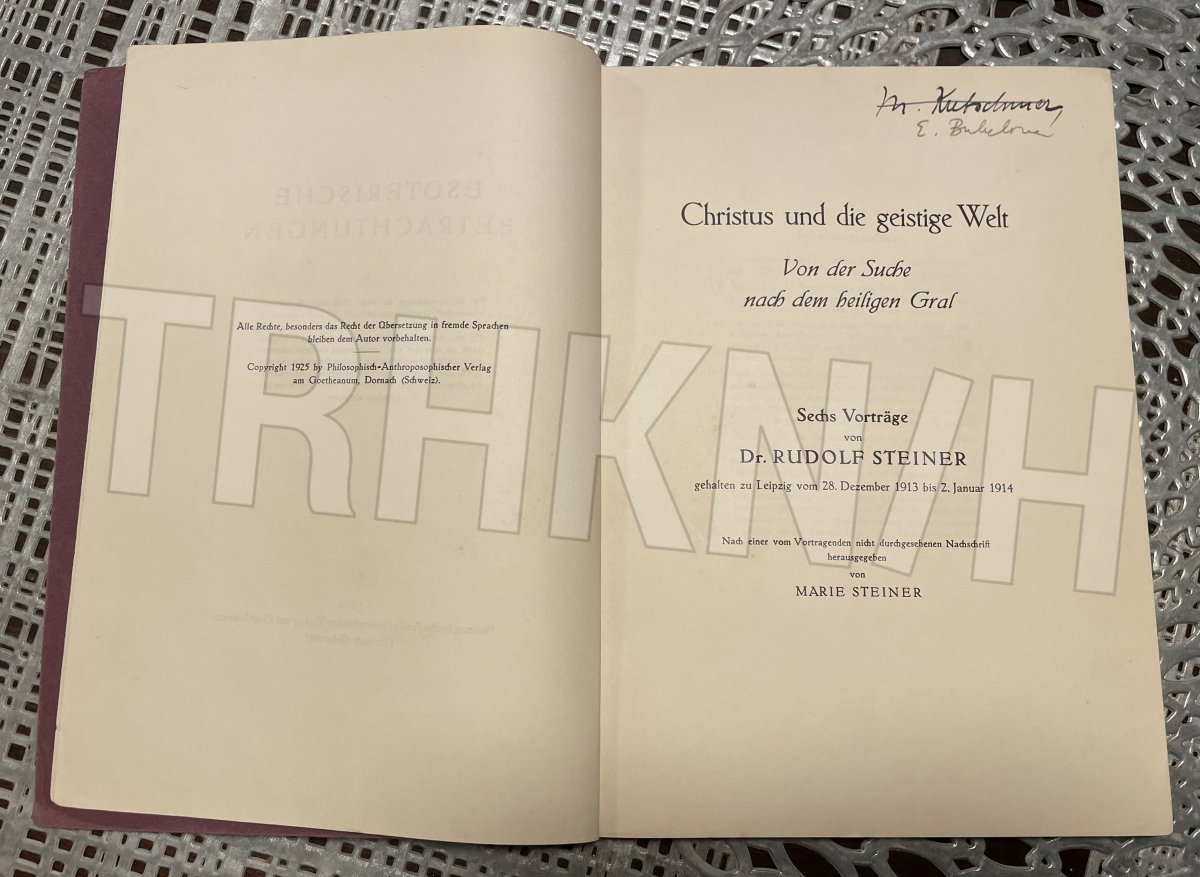 Alle Rechte, besonders das Recht der Übersetzung in fremde Sprachen
bleiben dem Autor vorbehalten.
Copyright 1925 by Philosophisch-Anthroposophischer Verlag
am Goetheanum, Dornach (Schweiz).
ESOTERISCHE
BETRACHTUNGEN
Christus und die geistige Welt
Von der Suche
nach dem heiligen Gral
Sechs Vorträge
von
Dr. RUDOLF STEINER
gehalten zu Leipzig vom 28. Dezember 1913 bis 2. Januar 1914
Nach einer vom Vortragenden nicht durchgesehenen Nachschrift
herausgegeben
von
MARIE STEINER
TRHKNV/H